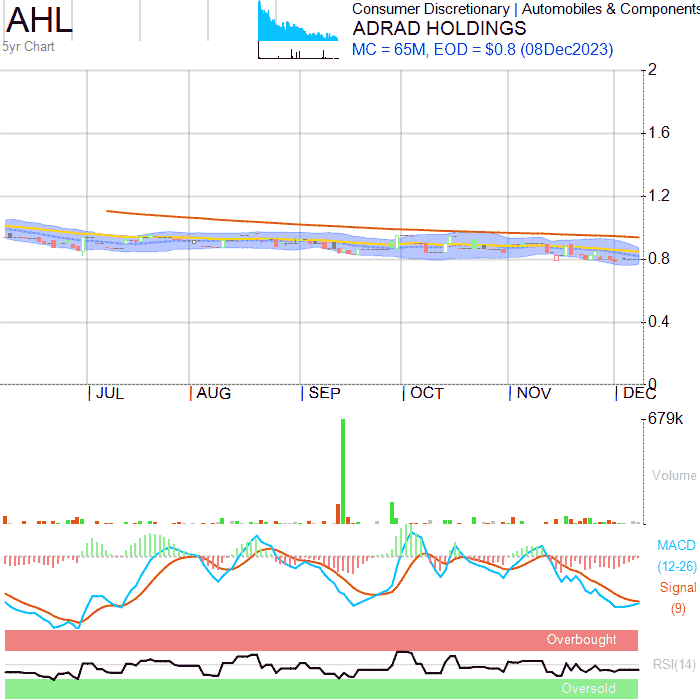 AHL
5yr Chart
Consumer Discretionary | Automobiles & Components
ADRAD HOLDINGS
MC = 65M, EOD = $0.8 (08Dec2023)
2
1.6
1.2
0.8
0.4
0
JUL
AUG
SEP
OCT
NOV
DEC
679k
Volume
MACD
(12-26)
Signal
(9)
Overbought
RSI(14)
Oversold